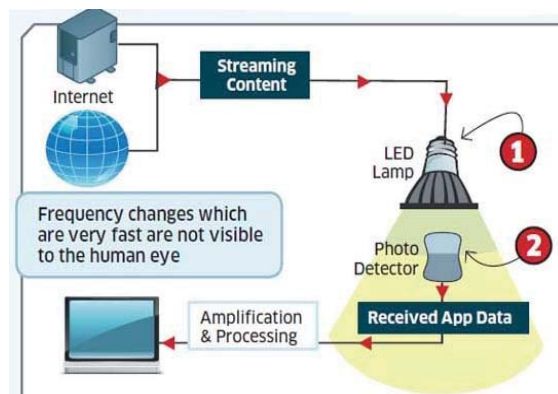 Streaming
Content
Internet
LED
Lamp
1
Frequency changes which
are very fast are not visible
to the human eye
Photo
Detector
2
Amplification
& Processing
Received App Data